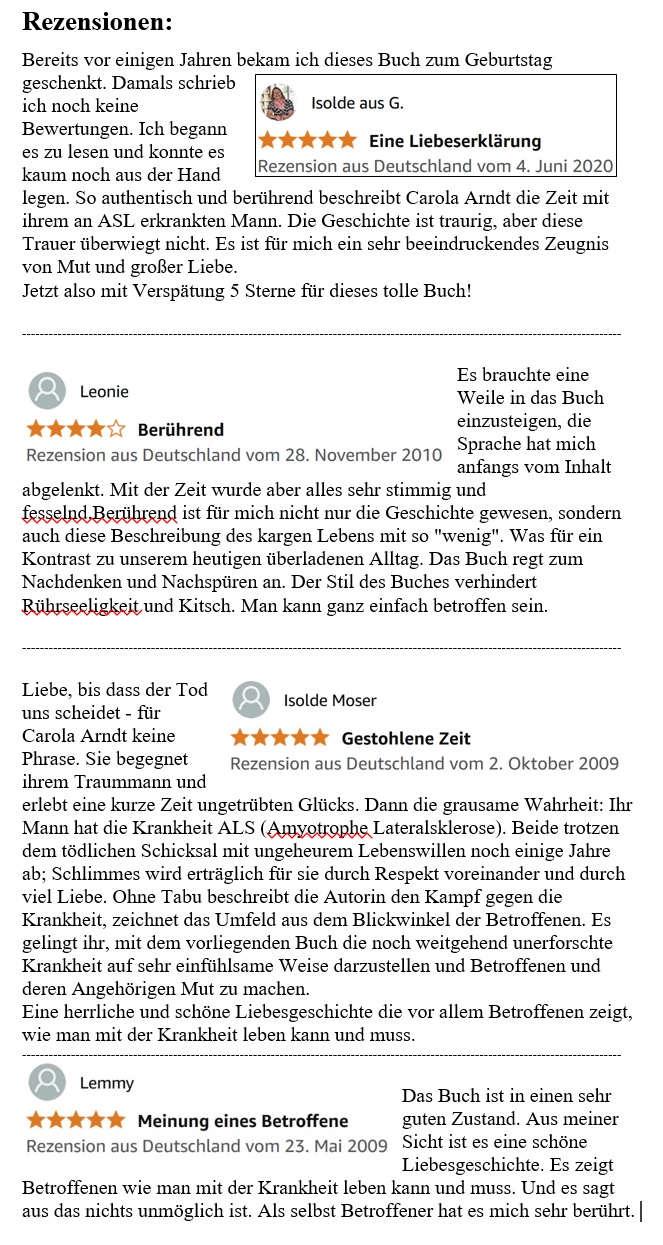 Rezensionen:
Bereits vor einigen Jahren bekam ich dieses Buch zum Geburtstag
geschenkt. Damals schrieb
ich noch keine
Bewertungen. Ich begann
es zu lesen und konnte es
kaum noch aus der Hand
Isolde aus G.
Eine Liebeserklärung
Rezension aus Deutschland vom 4. Juni 2020
legen. So authentisch und berührend beschreibt Carola Arndt die Zeit mit
ihrem an ASL erkrankten Mann. Die Geschichte ist traurig, aber diese
Trauer überwiegt nicht. Es ist für mich ein sehr beeindruckendes Zeugnis
von Mut und großer Liebe.
Jetzt also mit Verspätung 5 Sterne für dieses tolle Buch!
Leonie
Berührend
Rezension aus Deutschland vom 28. November 2010
Es brauchte eine
Weile in das Buch
einzusteigen, die
Sprache hat mich
anfangs vom Inhalt
abgelenkt. Mit der Zeit wurde aber alles sehr stimmig und
fesselnd.Berührend ist für mich nicht nur die Geschichte gewesen, sondern
auch diese Beschreibung des kargen Lebens mit so "wenig". Was für ein
Kontrast zu unserem heutigen überladenen Alltag. Das Buch regt zum
Nachdenken und Nachspüren an. Der Stil des Buches verhindert
Rührseeligkeit und Kitsch. Man kann ganz einfach betroffen sein.
Liebe, bis dass der Tod
uns scheidet - für
Carola Arndt keine
Phrase. Sie begegnet
ihrem Traummann und
Isolde Moser
Gestohlene Zeit
Rezension aus Deutschland vom 2. Oktober 2009
erlebt eine kurze Zeit ungetrübten Glücks. Dann die grausame Wahrheit: Ihr
Mann hat die Krankheit ALS (Amyotrophe Lateralsklerose). Beide trotzen
dem tödlichen Schicksal mit ungeheurem Lebenswillen noch einige Jahre
ab; Schlimmes wird erträglich für sie durch Respekt voreinander und durch
viel Liebe. Ohne Tabu beschreibt die Autorin den Kampf gegen die
Krankheit, zeichnet das Umfeld aus dem Blickwinkel der Betroffenen. Es
gelingt ihr, mit dem vorliegenden Buch die noch weitgehend unerforschte
Krankheit auf sehr einfühlsame Weise darzustellen und Betroffenen und
deren Angehörigen Mut zu machen.
Eine herrliche und schöne Liebesgeschichte die vor allem Betroffenen zeigt,
wie man mit der Krankheit leben kann und muss.
Lemmy
Meinung eines Betroffene
Rezension aus Deutschland vom 23. Mai 2009
Das Buch ist in einen sehr
guten Zustand. Aus meiner
Sicht ist es eine schöne
Liebesgeschichte. Es zeigt
Betroffenen wie man mit der Krankheit leben kann und muss. Und es sagt
aus das nichts unmöglich ist. Als selbst Betroffener hat es mich sehr berührt.